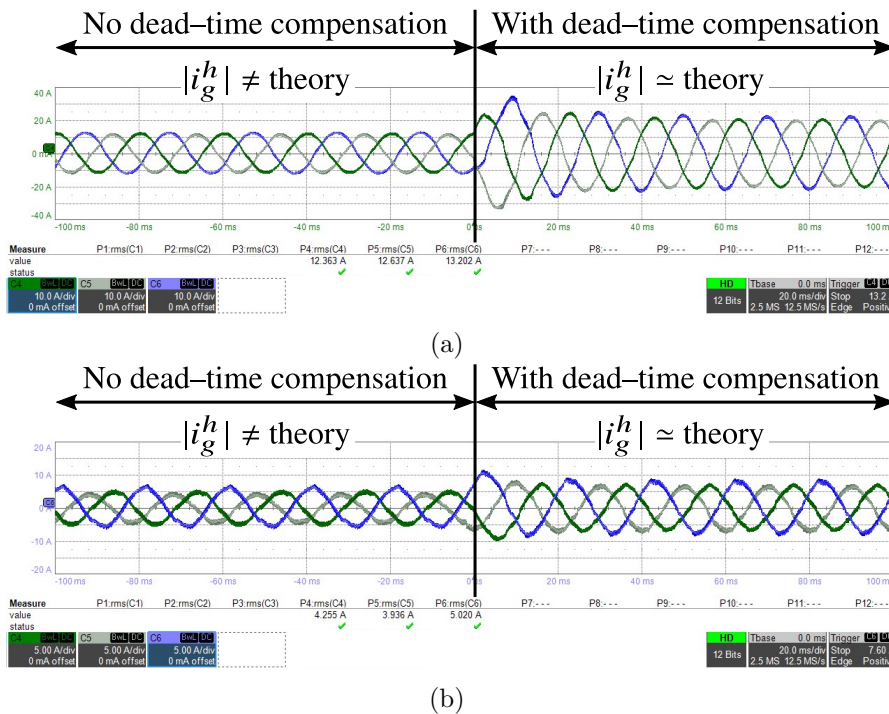 No dead–time compensation With dead–time compensation
|i_g^h| ≠ theory |i_g^h| ≃ theory
40 A
20 A
0 mA
-20 A
-40 A
-100 ms -80 ms -60 ms -40 ms -20 ms 0 ms 20 ms 40 ms 60 ms 80 ms 100 ms
Measure P1:rms(C1) P2:rms(C2) P3:rms(C3) P4:rms(C4) P5:rms(C5) P6:rms(C6) P7:- - - P8:- - - P9:- - - P10:- - - P11:- - - P12:- - -
value 12.363 A 12.637 A 13.202 A
status
C4 BwL DC C5 BwL DC C6 BwL DC HD Tbase 0.0 ms Trigger C4 D
10.0 A/div 10.0 A/div 10.0 A/div 12 Bits 20.0 ms/div Stop 13.2
0 mA offset 0 mA offset 0 mA offset 2.5 MS 12.5 MS/s Edge Positiv
(a)
No dead–time compensation With dead–time compensation
|i_g^h| ≠ theory |i_g^h| ≃ theory
20 A
10 A
C6 0 A
-10 A
-20 A
-100 ms -80 ms -60 ms -40 ms -20 ms 0 ms 20 ms 40 ms 60 ms 80 ms 100 ms
Measure P1:rms(C1) P2:rms(C2) P3:rms(C3) P4:rms(C4) P5:rms(C5) P6:rms(C6) P7:- - - P8:- - - P9:- - - P10:- - - P11:- - - P12:- - -
value 4.255 A 3.936 A 5.020 A
status
C4 BwL DC C5 BwL DC C6 BwL DC HD Tbase 0.0 ms Trigger C6 D
5.00 A/div 5.00 A/div 5.00 A/div 12 Bits 20.0 ms/div Stop 7.60
0 mA offset 0 mA offset 0 mA offset 2.5 MS 12.5 MS/s Edge Positiv
(b)